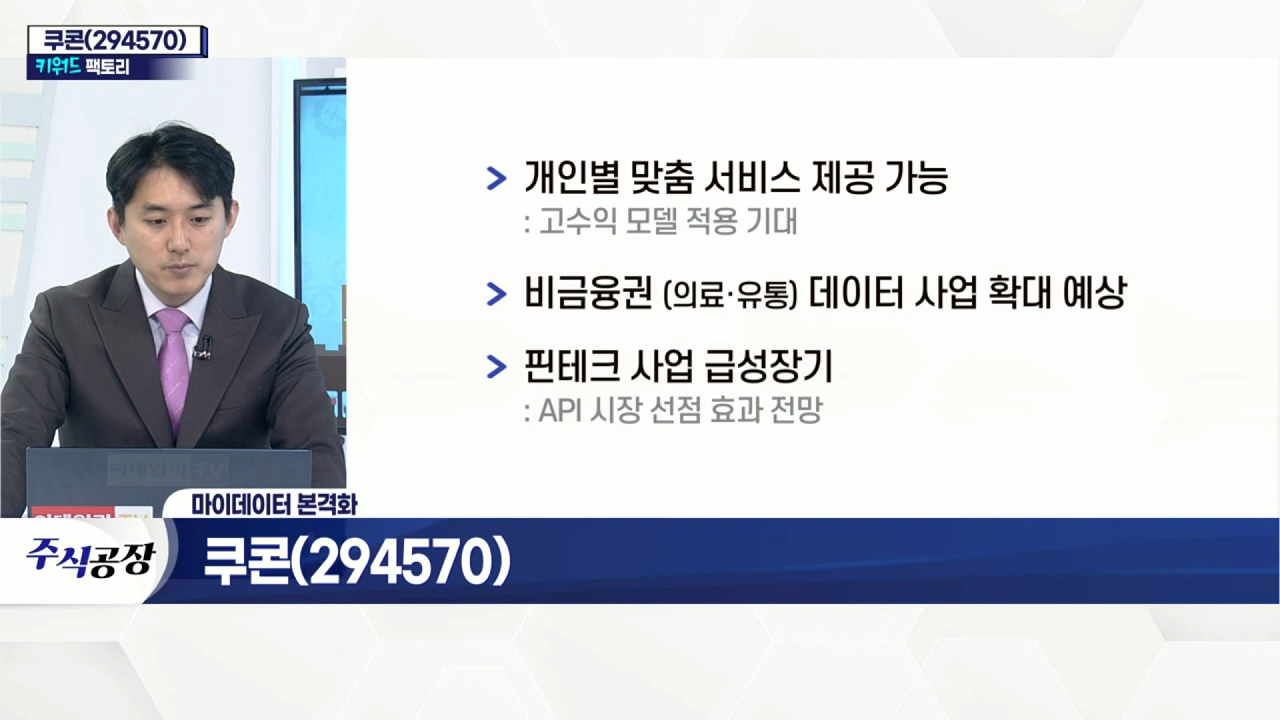 쿠콘(294570)
키워드 팩토리
> 개인별 맞춤 서비스 제공 가능
: 고수익 모델 적용 기대
> 비금융권 (의료·유통) 데이터 사업 확대 예상
> 핀테크 사업 급성장기
: API 시장 선점 효과 전망
마이데이터 본격화
주식공장
쿠콘(294570)